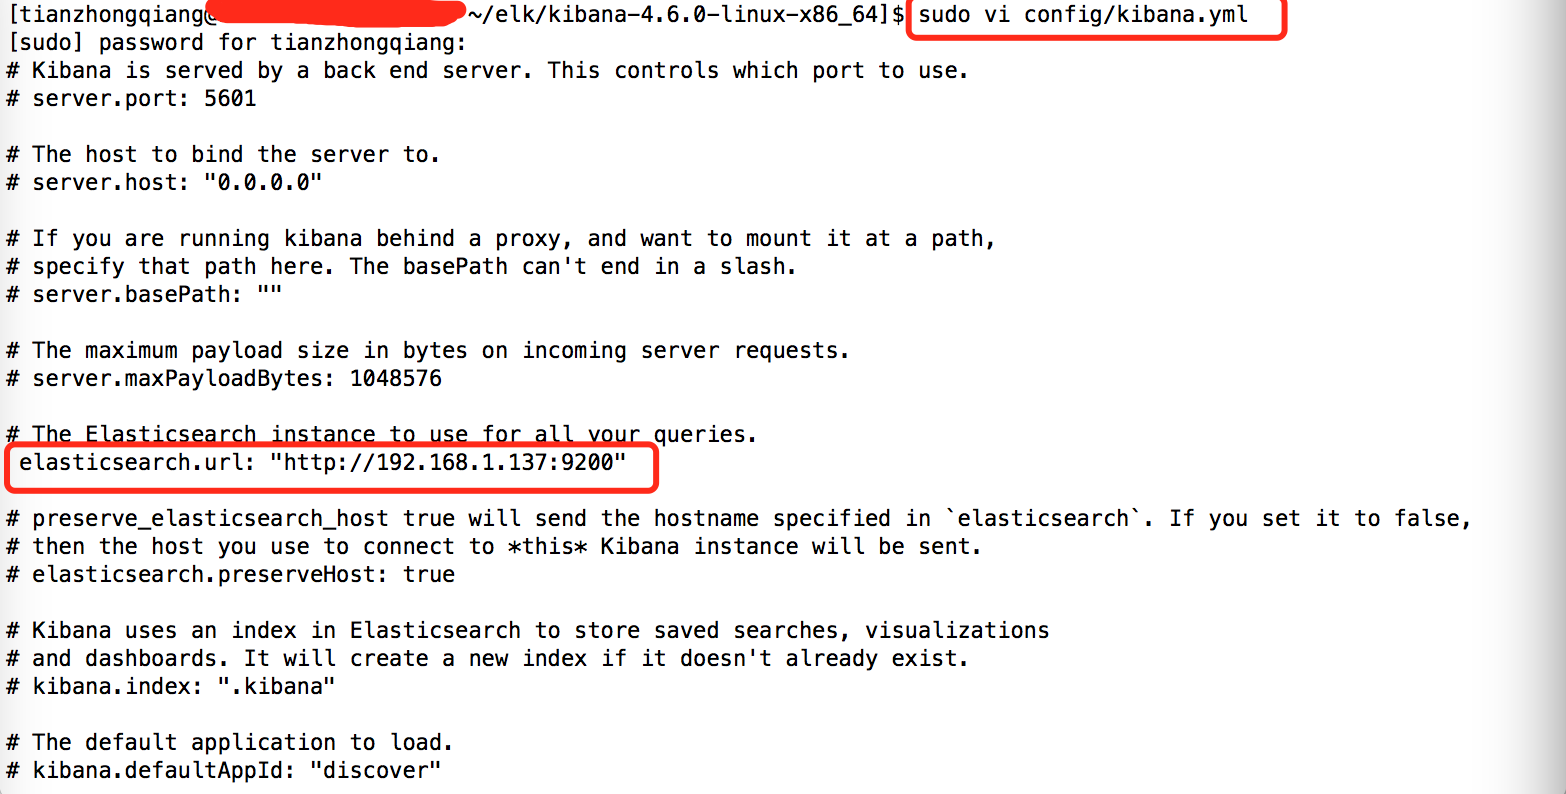 [tianzhongqiang@ ~/elk/kibana-4.6.0-linux-x86_64]$ sudo vi config/kibana.yml
[sudo] password for tianzhongqiang:
# Kibana is served by a back end server. This controls which port to use.
# server.port: 5601
# The host to bind the server to.
# server.host: "0.0.0.0"
# If you are running kibana behind a proxy, and want to mount it at a path,
# specify that path here. The basePath can't end in a slash.
# server.basePath: ""
# The maximum payload size in bytes on incoming server requests.
# server.maxPayloadBytes: 1048576
# The Elasticsearch instance to use for all your queries.
elasticsearch.url: "http://192.168.1.137:9200"
# preserve_elasticsearch_host true will send the hostname specified in `elasticsearch`. If you set it to false,
# then the host you use to connect to *this* Kibana instance will be sent.
# elasticsearch.preserveHost: true
# Kibana uses an index in Elasticsearch to store saved searches, visualizations
# and dashboards. It will create a new index if it doesn't already exist.
# kibana.index: ".kibana"
# The default application to load.
# kibana.defaultAppId: "discover"